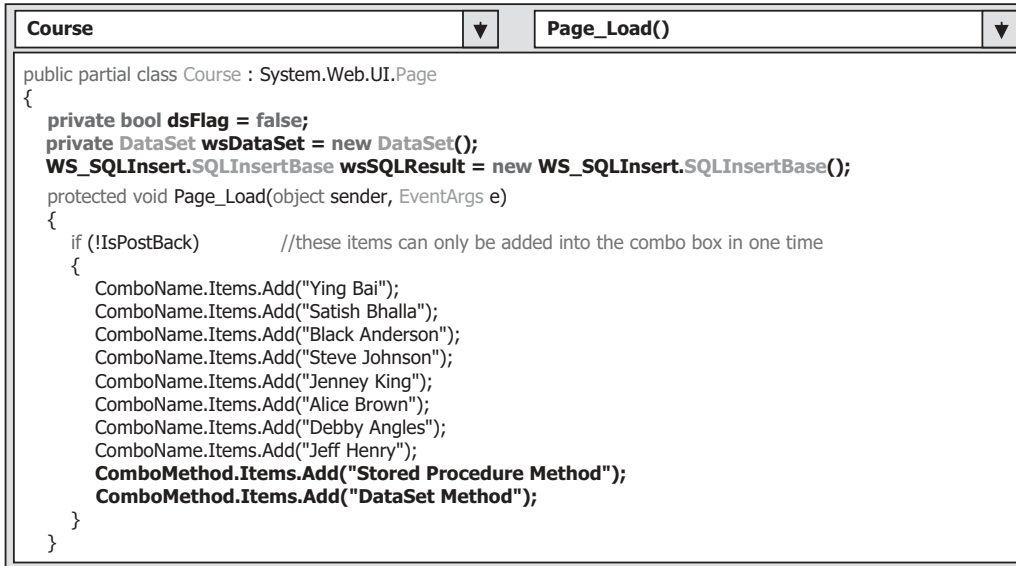 Course
Page_Load()
public partial class Course : System.Web.UI.Page
{
private bool dsFlag = false;
private DataSet wsDataSet = new DataSet();
WS_SQLInsert.SQLInsertBase wsSQLResult = new WS_SQLInsert.SQLInsertBase();
protected void Page_Load(object sender, EventArgs e)
{
if (!IsPostBack) //these items can only be added into the combo box in one time
{
ComboName.Items.Add("Ying Bai");
ComboName.Items.Add("Satish Bhalla");
ComboName.Items.Add("Black Anderson");
ComboName.Items.Add("Steve Johnson");
ComboName.Items.Add("Jenney King");
ComboName.Items.Add("Alice Brown");
ComboName.Items.Add("Debby Angles");
ComboName.Items.Add("Jeff Henry");
ComboMethod.Items.Add("Stored Procedure Method");
ComboMethod.Items.Add("DataSet Method");
}
}